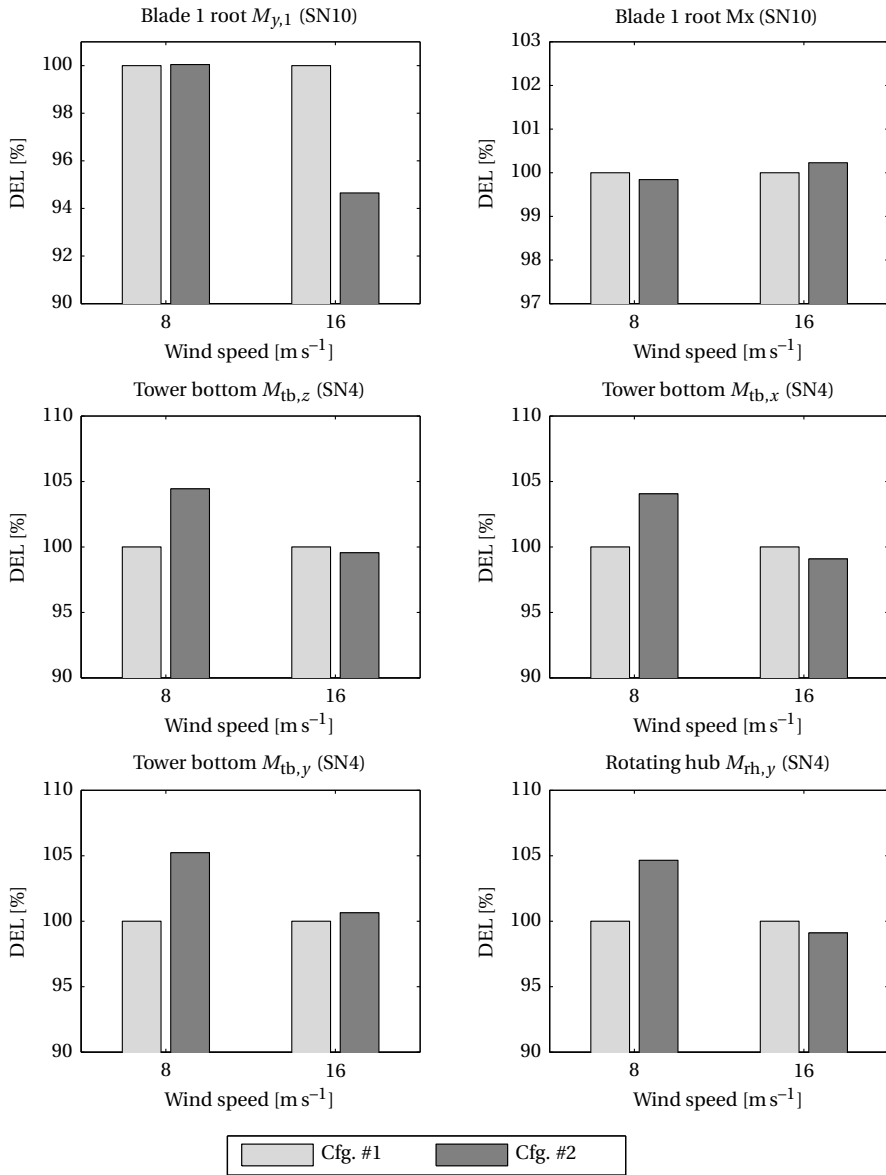 Blade 1 root M_{y,1} (SN10)
DEL [%]
100
98
96
94
92
90
8
16
Wind speed [m s⁻¹]
Blade 1 root Mx (SN10)
DEL [%]
103
102
101
100
99
98
97
8
16
Wind speed [m s⁻¹]
Tower bottom M_{tb,z} (SN4)
DEL [%]
110
105
100
95
90
8
16
Wind speed [m s⁻¹]
Tower bottom M_{tb,x} (SN4)
DEL [%]
110
105
100
95
90
8
16
Wind speed [m s⁻¹]
Tower bottom M_{tb,y} (SN4)
DEL [%]
110
105
100
95
90
8
16
Wind speed [m s⁻¹]
Rotating hub M_{rh,y} (SN4)
DEL [%]
110
105
100
95
90
8
16
Wind speed [m s⁻¹]
Cfg. #1
Cfg. #2